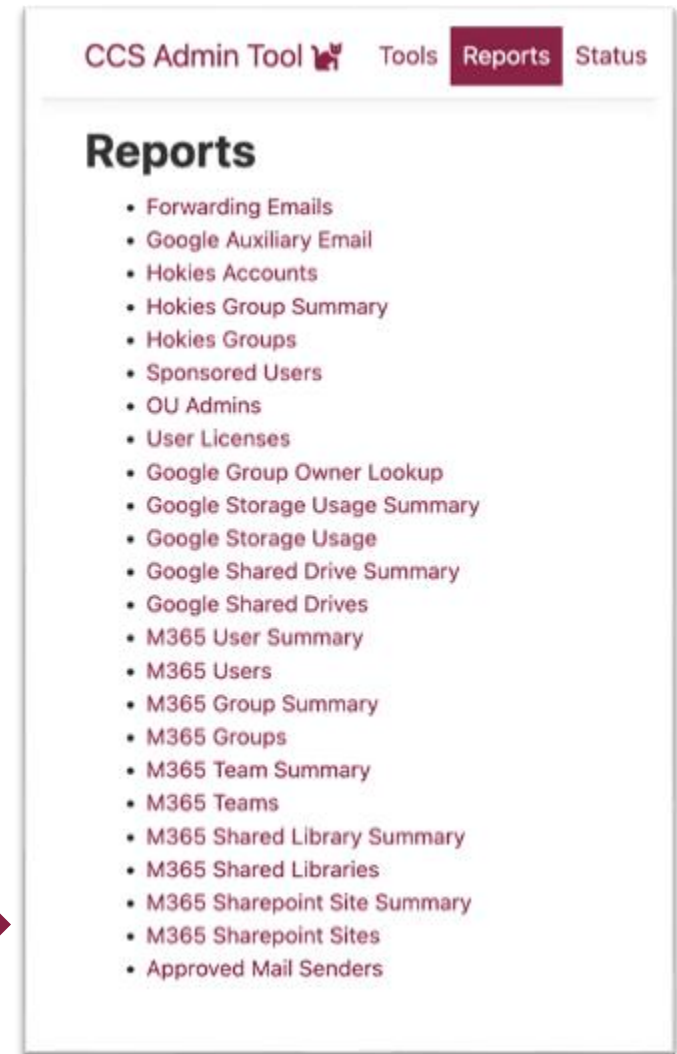 CCS Admin Tool Tools Reports Status
Reports
• Forwarding Emails
• Google Auxiliary Email
• Hokies Accounts
• Hokies Group Summary
• Hokies Groups
• Sponsored Users
• OU Admins
• User Licenses
• Google Group Owner Lookup
• Google Storage Usage Summary
• Google Storage Usage
• Google Shared Drive Summary
• Google Shared Drives
• M365 User Summary
• M365 Users
• M365 Group Summary
• M365 Groups
• M365 Team Summary
• M365 Teams
• M365 Shared Library Summary
• M365 Shared Libraries
• M365 Sharepoint Site Summary
• M365 Sharepoint Sites
• Approved Mail Senders